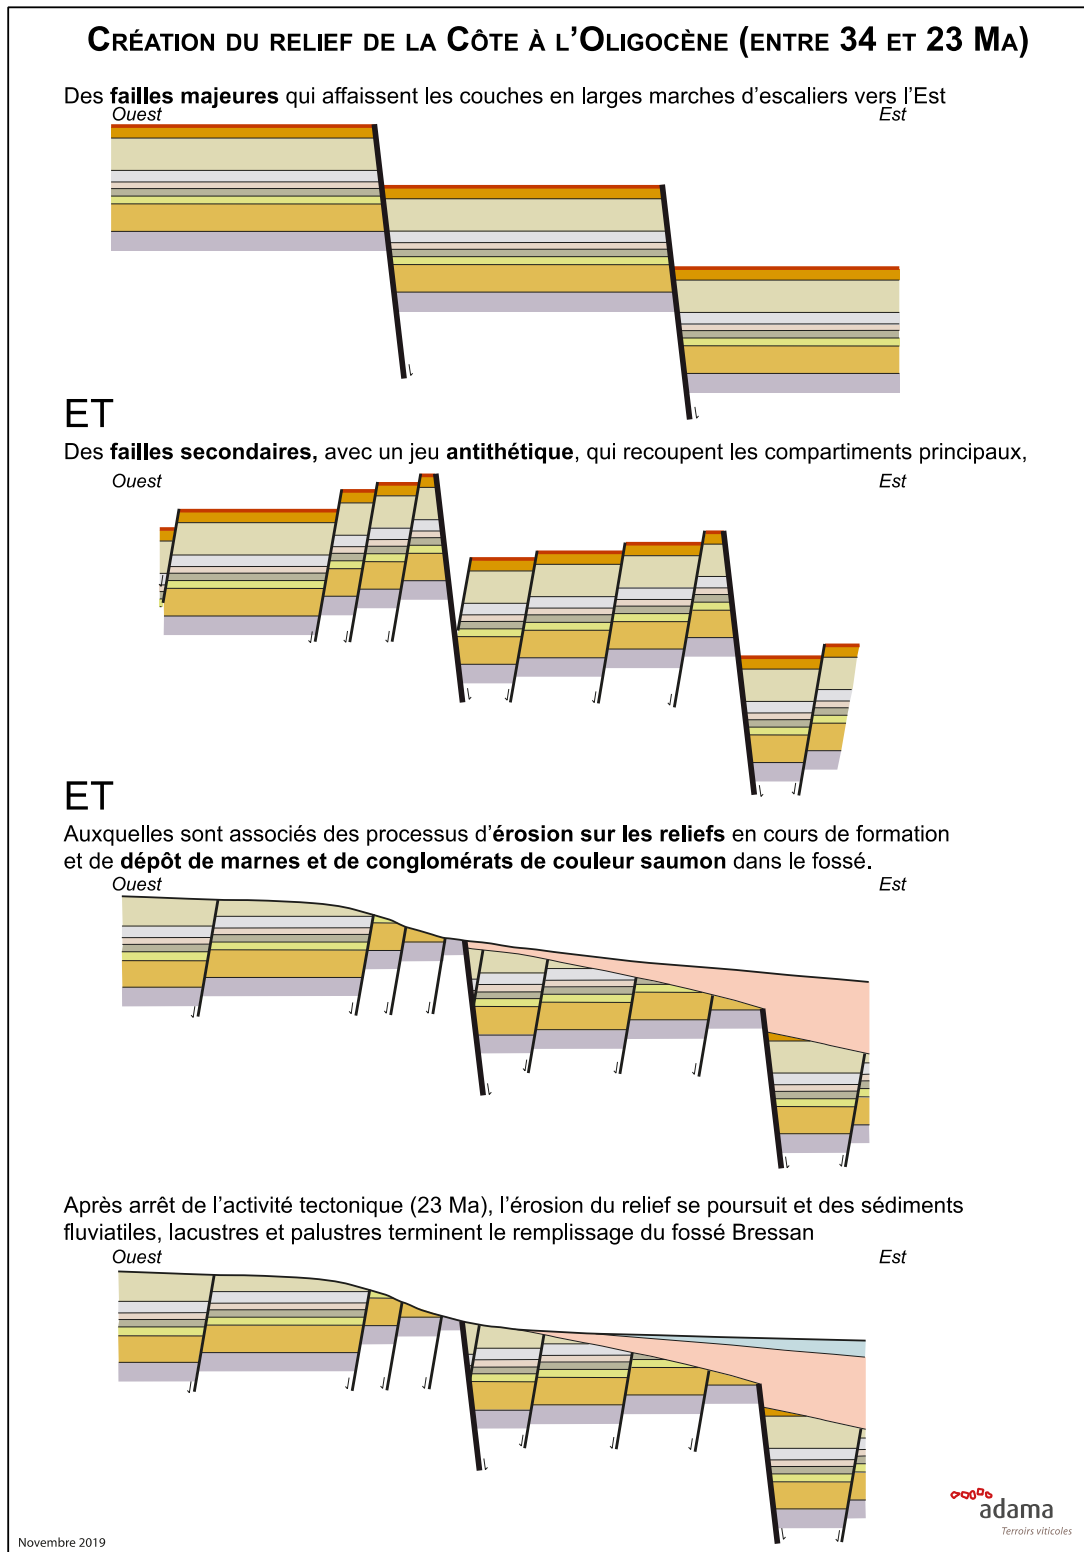 CRÉATION DU RELIEF DE LA CÔTE À L'OLIGOCÈNE (ENTRE 34 ET 23 MA)
Des failles majeures qui affaissent les couches en larges marches d'escaliers vers l'Est
Ouest
Est
ET
Des failles secondaires, avec un jeu antithétique, qui recoupent les compartiments principaux,
Ouest
Est
ET
Auxquelles sont associés des processus d'érosion sur les reliefs en cours de formation
et de dépôt de marnes et de conglomérats de couleur saumon dans le fossé.
Ouest
Est
Après arrêt de l'activité tectonique (23 Ma), l'érosion du relief se poursuit et des sédiments
fluviatiles, lacustres et palustres terminent le remplissage du fossé Bressan
Ouest
Est
adama
Terroirs viticoles
Novembre 2019